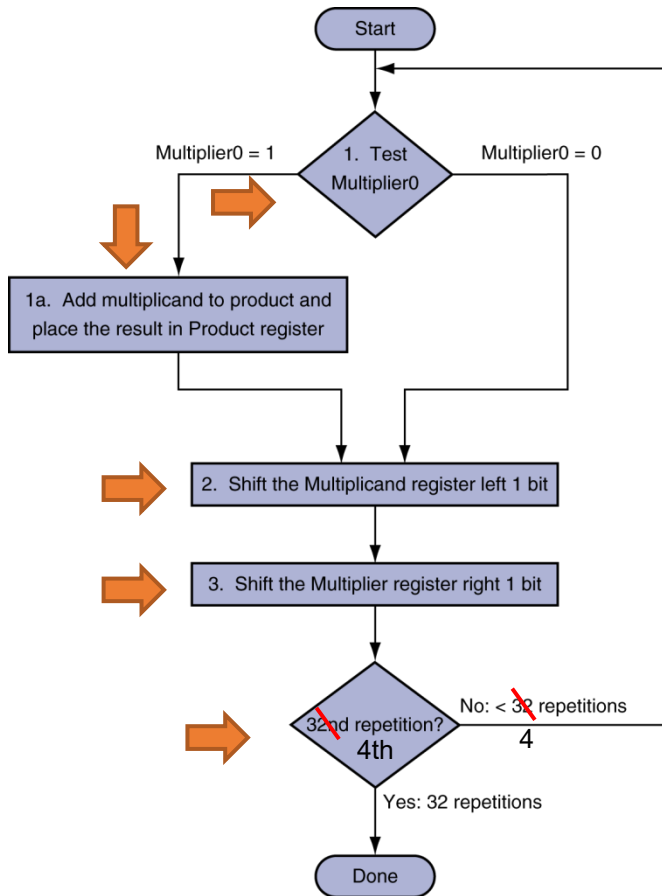 Start
Multiplier0 = 1
1. Test
Multiplier0
Multiplier0 = 0
1a. Add multiplicand to product and
place the result in Product register
2. Shift the Multiplicand register left 1 bit
3. Shift the Multiplier register right 1 bit
32nd repetition?
4th
No: < 32 repetitions
4
Yes: 32 repetitions
Done